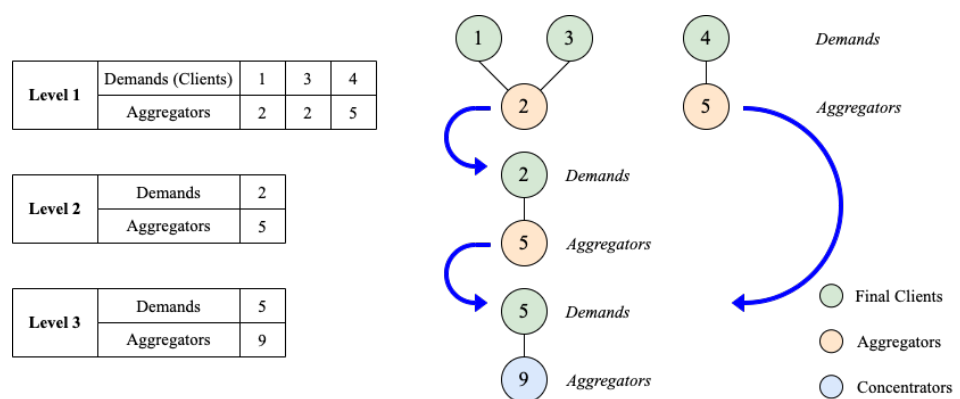 Level 1
Demands (Clients) 1 3 4
Aggregators 2 2 5
Level 2
Demands 2
Aggregators 5
Level 3
Demands 5
Aggregators 9
1 3 4 Demands
2 5 Aggregators
2 Demands
5 Aggregators
5 Demands
9 Aggregators
Final Clients
Aggregators
Concentrators